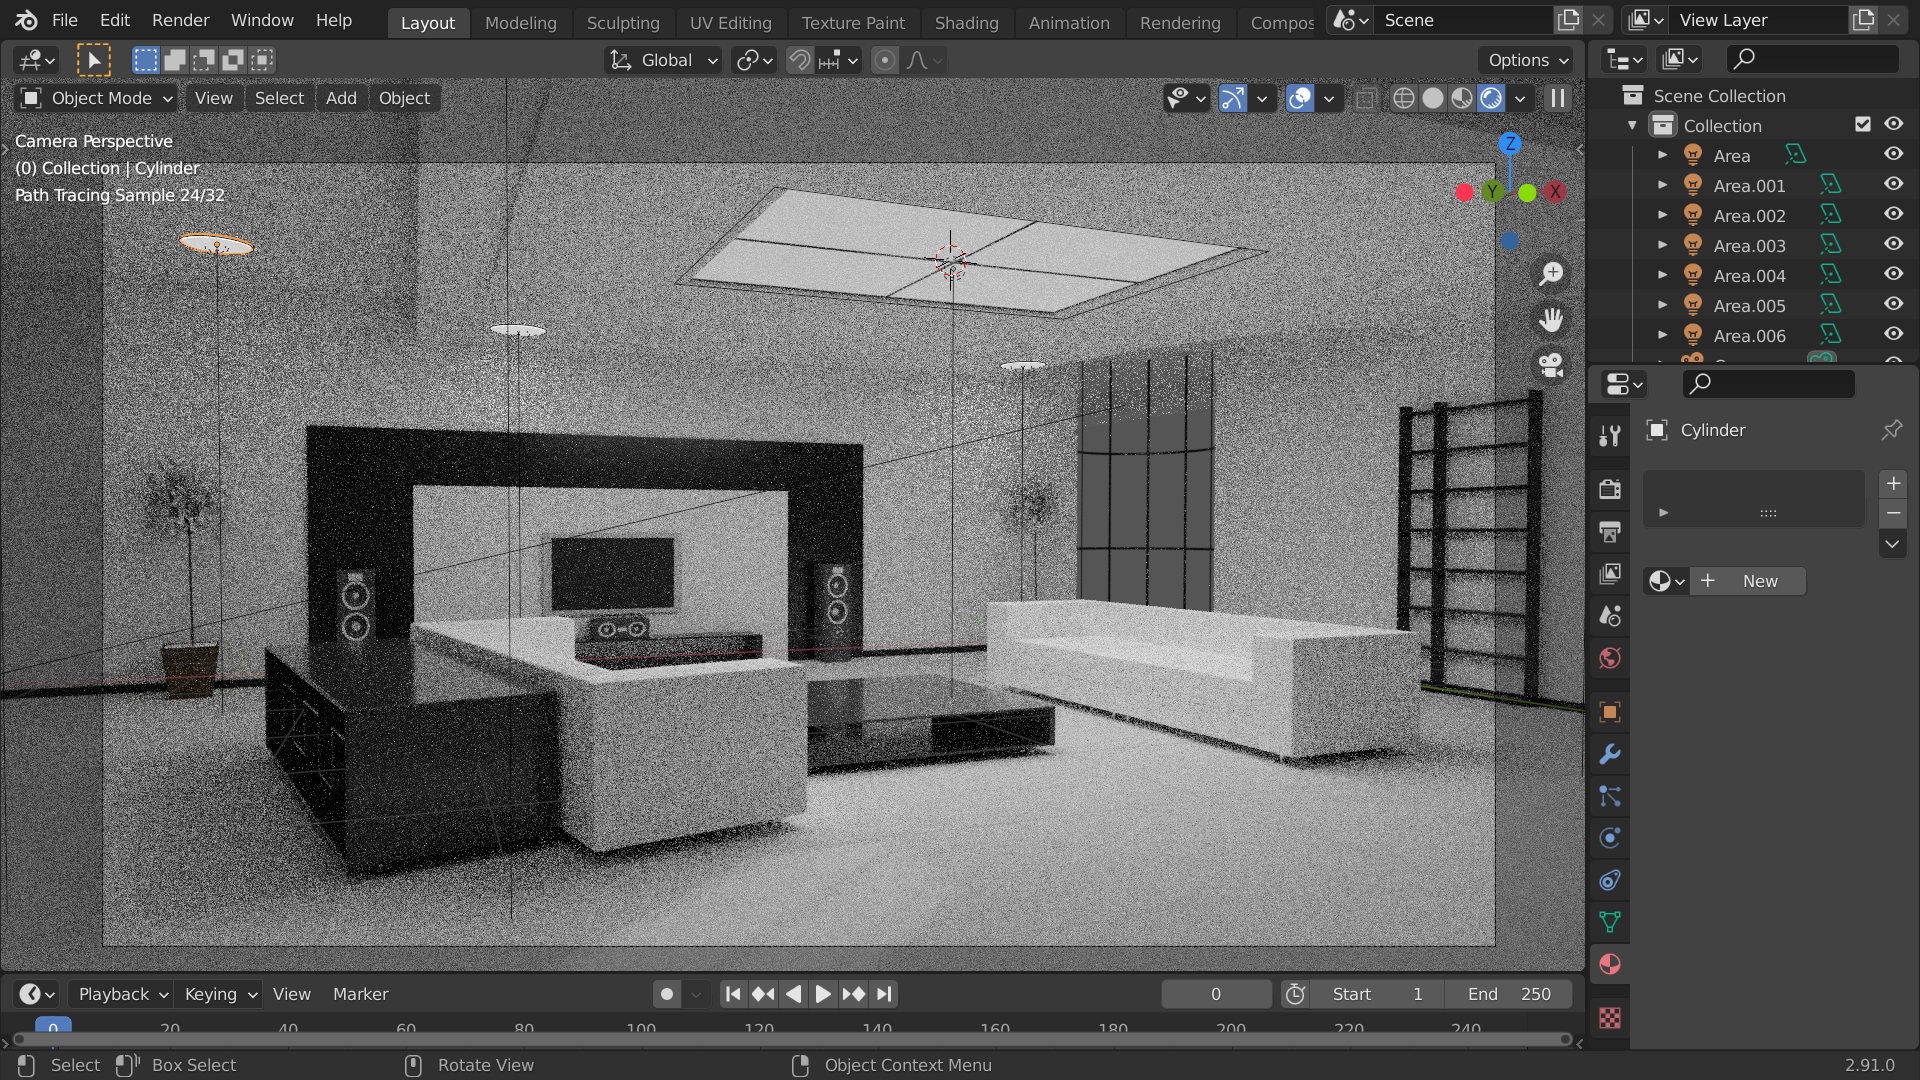 File Edit Render Window Help Layout Modeling Sculpting UV Editing Texture Paint Shading Animation Rendering Compos Scene View Layer
Global Options
Object Mode View Select Add Object
Camera Perspective
(0) Collection | Cylinder
Path Tracing Sample 24/32
Z
Y
X
Scene Collection
Collection
Area
Area.001
Area.002
Area.003
Area.004
Area.005
Area.006
Cylinder
New
Playback Keying View Marker 0 Start 1 End 250
0 20 40 60 80 100 120 140 160 180 200 220 240
Select Box Select Rotate View Object Context Menu 2.91.0